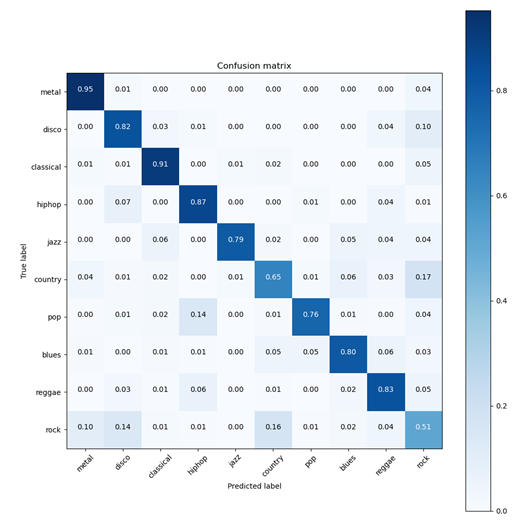 Confusion matrix
metal 0.95 0.01 0.00 0.00 0.00 0.00 0.00 0.00 0.00 0.04
disco 0.00 0.82 0.03 0.01 0.00 0.00 0.00 0.00 0.04 0.10
classical 0.01 0.01 0.91 0.00 0.01 0.02 0.00 0.00 0.00 0.05
hiphop 0.00 0.07 0.00 0.87 0.00 0.00 0.01 0.00 0.04 0.01
jazz 0.00 0.00 0.06 0.00 0.79 0.02 0.00 0.05 0.04 0.04
country 0.04 0.01 0.02 0.00 0.01 0.65 0.01 0.06 0.03 0.17
pop 0.00 0.01 0.02 0.14 0.00 0.01 0.76 0.01 0.00 0.04
blues 0.01 0.00 0.01 0.01 0.00 0.05 0.05 0.80 0.06 0.03
reggae 0.00 0.03 0.01 0.06 0.00 0.01 0.00 0.02 0.83 0.05
rock 0.10 0.14 0.01 0.01 0.00 0.16 0.01 0.02 0.04 0.51
metal disco classical hiphop jazz country pop blues reggae rock
Predicted label
True label
0.8
0.6
0.4
0.2
0.0